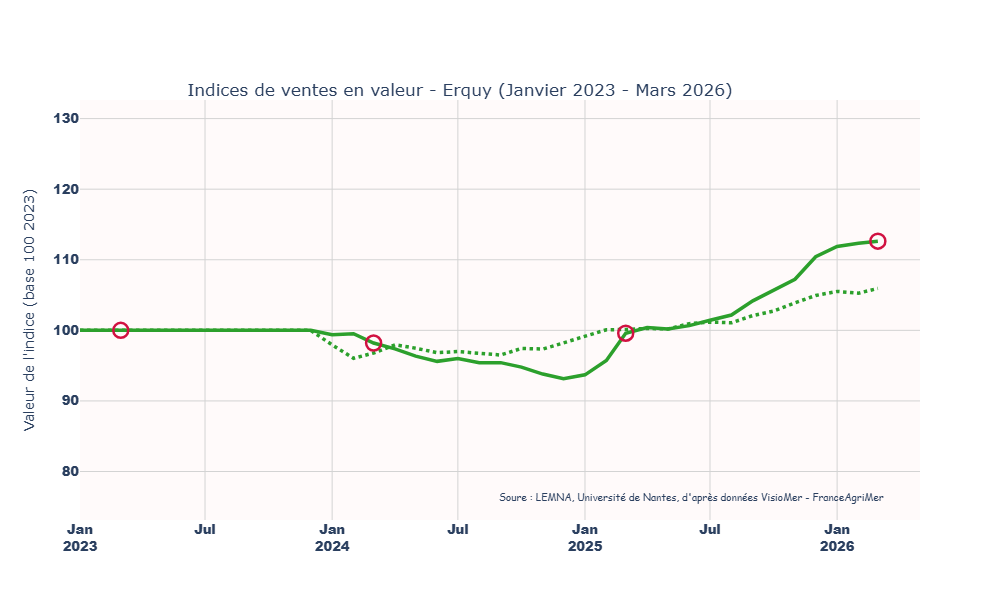 Indices de ventes en valeur - Erquy (Janvier 2023 - Mars 2026)
Valeur de l'indice (base 100 2023)
130
120
110
100
90
80
Soure : LEMNA, Université de Nantes, d'après données VisioMer - FranceAgriMer
Jan Jul Jan Jul Jan Jul Jan
2023 2024 2025 2026